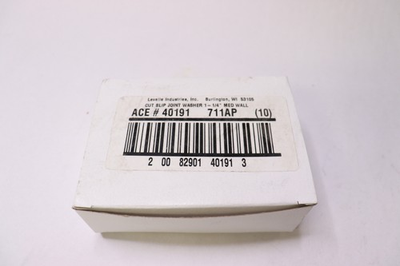 Lavelle Industries, Inc. Burlington, WI 53105
CUT SLIP JOINT WASHER 1 - 1/4" MED WALL
ACE # 40191 711AP (10)
2 00 82901 40191 3